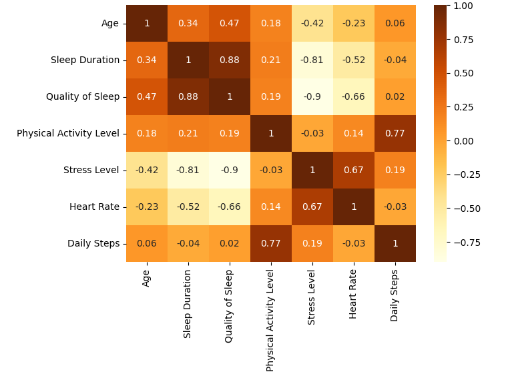 Age 1 0.34 0.47 0.18 -0.42 -0.23 0.06
Sleep Duration 0.34 1 0.88 0.21 -0.81 -0.52 -0.04
Quality of Sleep 0.47 0.88 1 0.19 -0.9 -0.66 0.02
Physical Activity Level 0.18 0.21 0.19 1 -0.03 0.14 0.77
Stress Level -0.42 -0.81 -0.9 -0.03 1 0.67 0.19
Heart Rate -0.23 -0.52 -0.66 0.14 0.67 1 -0.03
Daily Steps 0.06 -0.04 0.02 0.77 0.19 -0.03 1
Age
Sleep Duration
Quality of Sleep
Physical Activity Level
Stress Level
Heart Rate
Daily Steps
1.00
0.75
0.50
0.25
0.00
−0.25
−0.50
−0.75